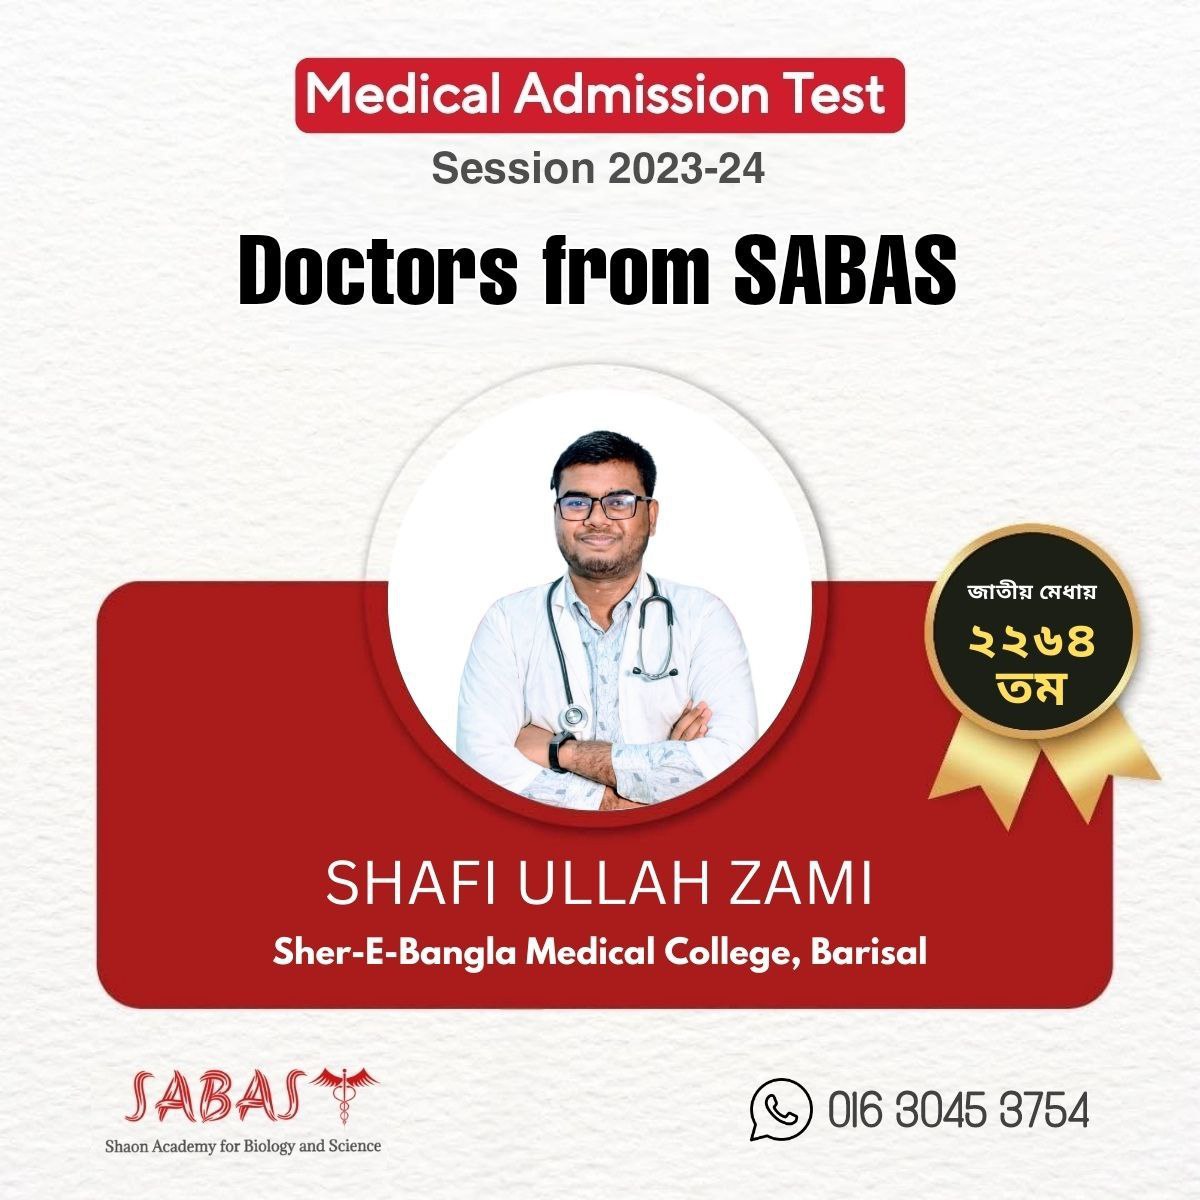 Medical Admission Test
Session 2023-24
Doctors from SABAS
জাতীয় মেধায়
২২৬৪
তম
SHAFI ULLAH ZAMI
Sher-E-Bangla Medical College, Barisal
SABAS
Shaon Academy for Biology and Science
016 3045 3754